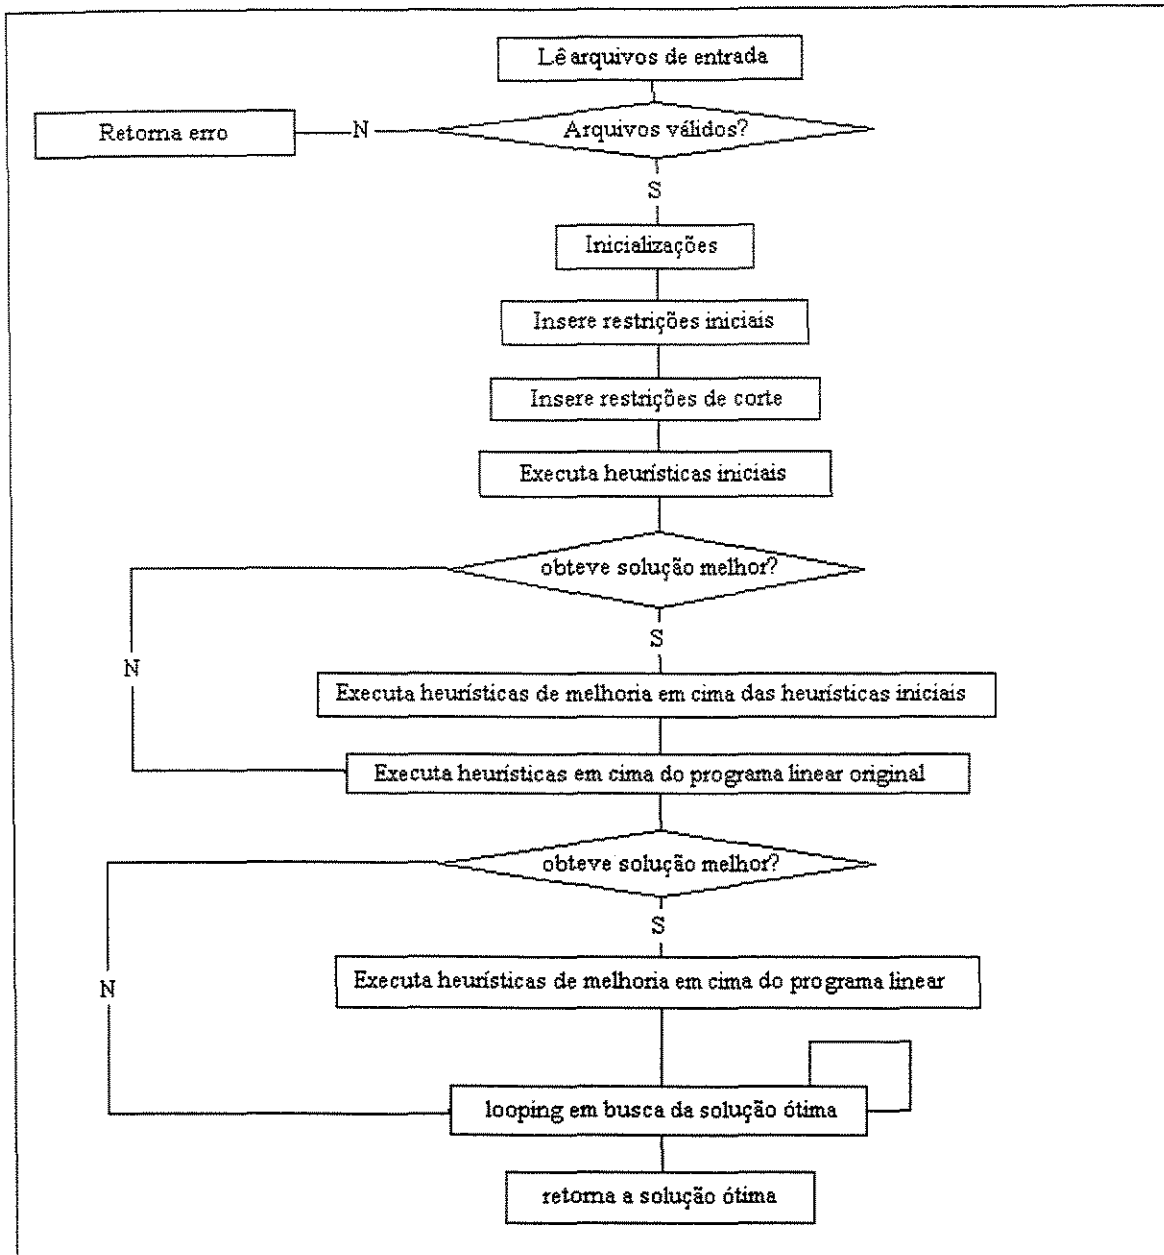 Lê arquivos de entrada
Retorna erro
N
Arquivos válidos?
S
Inicializações
Insere restrições iniciais
Insere restrições de corte
Executa heurísticas iniciais
obteve solução melhor?
S
N
Executa heurísticas de melhoria em cima das heurísticas iniciais
Executa heurísticas em cima do programa linear original
obteve solução melhor?
S
N
Executa heurísticas de melhoria em cima do programa linear
looping em busca da solução ótima
retorna a solução ótima